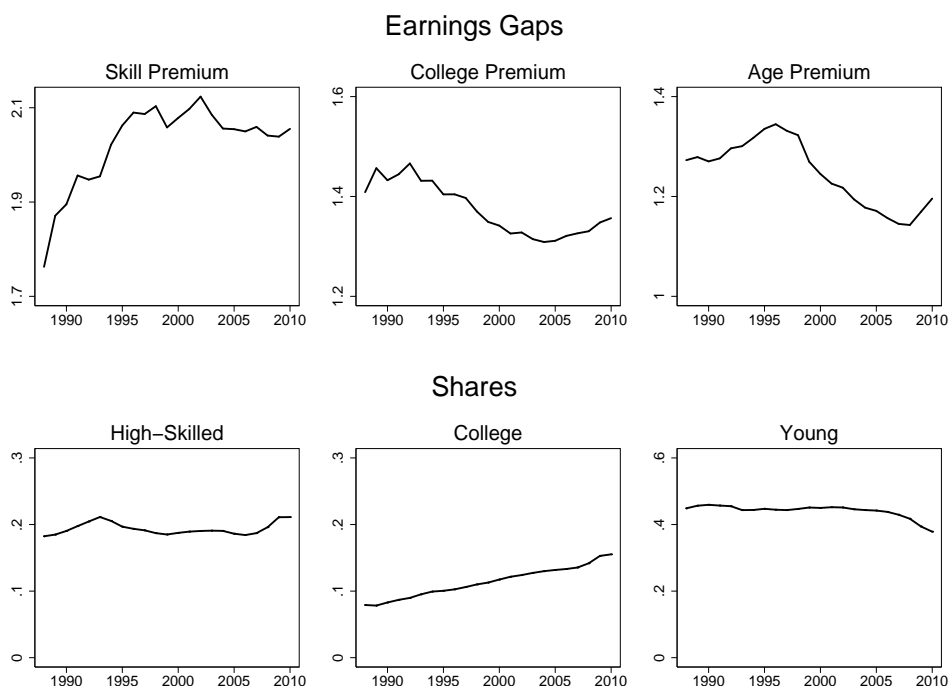 Earnings Gaps
Skill Premium
College Premium
Age Premium
2.1
1.9
1.7
1990 1995 2000 2005 2010
1.6
1.4
1.2
1990 1995 2000 2005 2010
1.4
1.2
1
1990 1995 2000 2005 2010
Shares
High−Skilled
College
Young
.3
.2
.1
0
1990 1995 2000 2005 2010
.3
.2
.1
0
1990 1995 2000 2005 2010
.6
.4
.2
0
1990 1995 2000 2005 2010